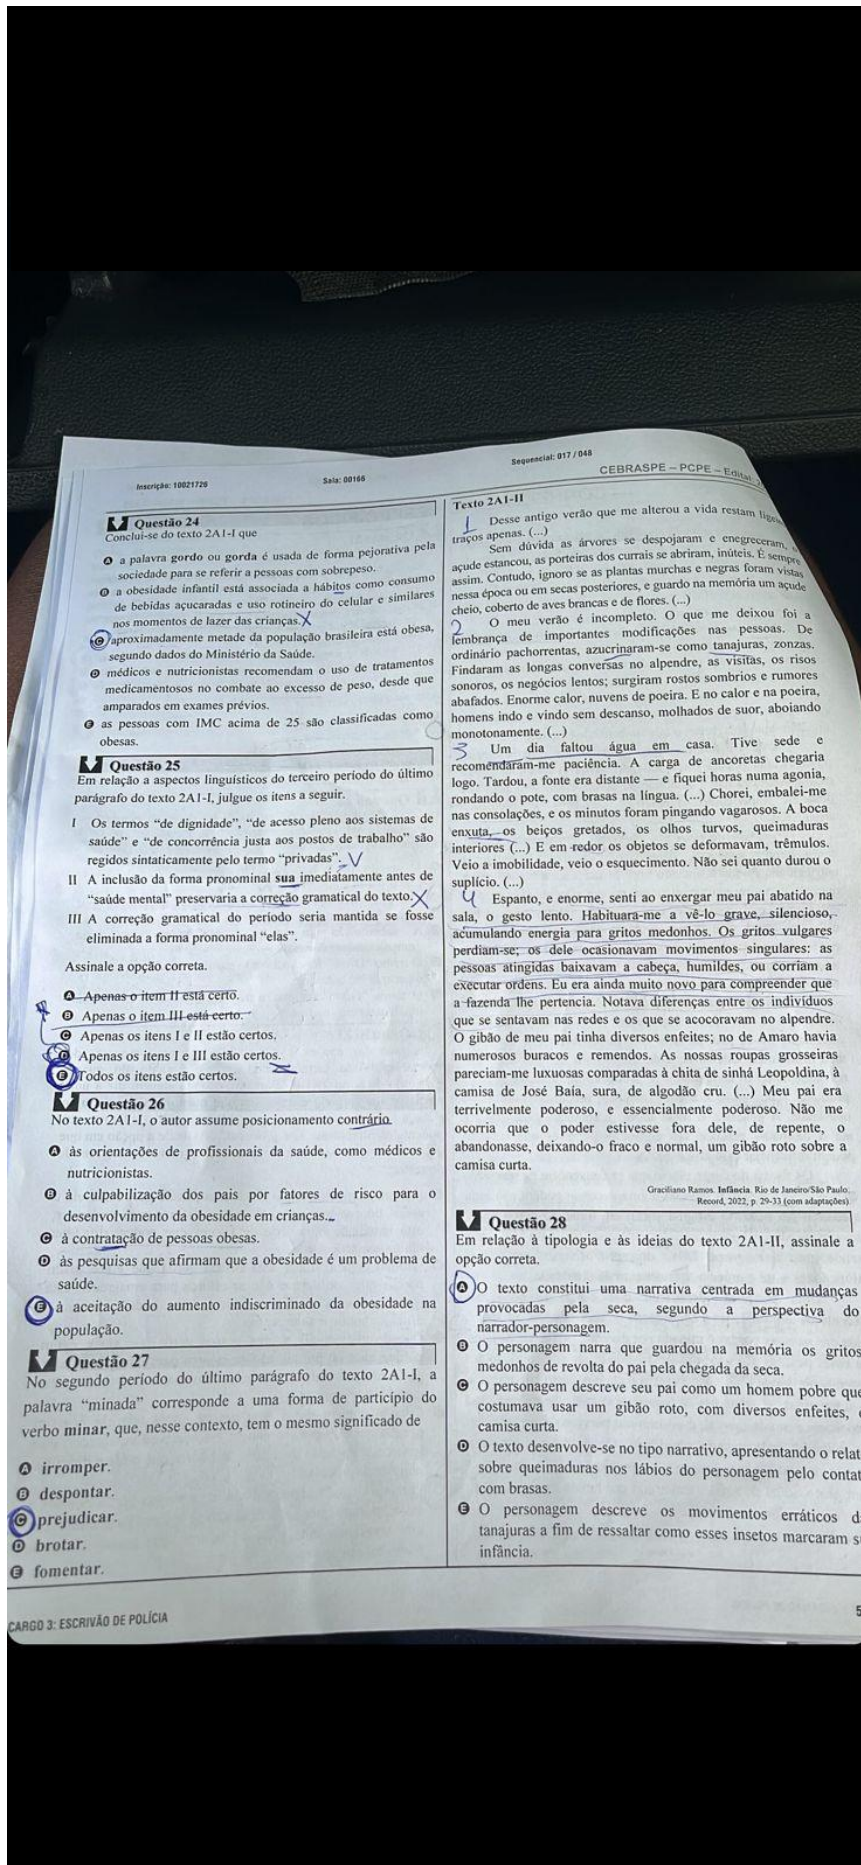 Inscrição: 10021726
Sala: 00166
Sequencial: 017 / 048
CEBRASPE – PCPE – Edital:
Questão 24
Conclui-se do texto 2A1-I que
A a palavra gordo ou gorda é usada de forma pejorativa pela
sociedade para se referir a pessoas com sobrepeso.
B a obesidade infantil está associada a hábitos como consumo
de bebidas açucaradas e uso rotineiro do celular e similares
nos momentos de lazer das crianças. X
C aproximadamente metade da população brasileira está obesa,
segundo dados do Ministério da Saúde.
D médicos e nutricionistas recomendam o uso de tratamentos
medicamentosos no combate ao excesso de peso, desde que
amparados em exames prévios.
E as pessoas com IMC acima de 25 são classificadas como
obesas.
Questão 25
Em relação a aspectos linguísticos do terceiro período do último
parágrafo do texto 2A1-I, julgue os itens a seguir.
I Os termos “de dignidade”, “de acesso pleno aos sistemas de
saúde” e “de concorrência justa aos postos de trabalho” são
regidos sintaticamente pelo termo “privadas”. V
II A inclusão da forma pronominal sua imediatamente antes de
“saúde mental” preservaria a correção gramatical do texto. X
III A correção gramatical do período seria mantida se fosse
eliminada a forma pronominal “elas”.
Assinale a opção correta.
A Apenas o item II está certo.
B Apenas o item III está certo.
C Apenas os itens I e II estão certos.
D Apenas os itens I e III estão certos.
E Todos os itens estão certos.
Questão 26
No texto 2A1-I, o autor assume posicionamento contrário
A às orientações de profissionais da saúde, como médicos e
nutricionistas.
B à culpabilização dos pais por fatores de risco para o
desenvolvimento da obesidade em crianças.
C à contratação de pessoas obesas.
D às pesquisas que afirmam que a obesidade é um problema de
saúde.
E à aceitação do aumento indiscriminado da obesidade na
população.
Questão 27
No segundo período do último parágrafo do texto 2A1-I, a
palavra “minada” corresponde a uma forma de particípio do
verbo minar, que, nesse contexto, tem o mesmo significado de
A irromper.
B despontar.
C prejudicar.
D brotar.
E fomentar.
CARGO 3: ESCRIVÃO DE POLÍCIA
Texto 2A1-II
1 Desse antigo verão que me alterou a vida restam
traços apenas. (...)
Sem dúvida as árvores se despojaram e enegreceram,
açude estancou, as porteiras dos currais se abriram, inúteis. É sempre
assim. Contudo, ignoro se as plantas murchas e negras foram vistas
nessa época ou em secas posteriores, e guardo na memória um açude
cheio, coberto de aves brancas e de flores. (...)
2 O meu verão é incompleto. O que me deixou foi a
lembrança de importantes modificações nas pessoas. De
ordinário pachorrentas, azucrinaram-se como tanajuras, zonzas.
Findaram as longas conversas no alpendre, as visitas, os risos
sonoros, os negócios lentos; surgiram rostos sombrios e rumores
abafados. Enorme calor, nuvens de poeira. E no calor e na poeira,
homens indo e vindo sem descanso, molhados de suor, aboiando
monotonamente. (...)
3 Um dia faltou água em casa. Tive sede e
recomendaram-me paciência. A carga de ancoretas chegaria
logo. Tardou, a fonte era distante — e fiquei horas numa agonia,
rondando o pote, com brasas na língua. (...) Chorei, embalei-me
nas consolações, e os minutos foram pingando vagarosos. A boca
enxuta, os beiços gretados, os olhos turvos, queimaduras
interiores (...) E em redor os objetos se deformavam, trêmulos.
Veio a imobilidade, veio o esquecimento. Não sei quanto durou o
suplício. (...)
4 Espanto, e enorme, senti ao enxergar meu pai abatido na
sala, o gesto lento. Habituara-me a vê-lo grave, silencioso,
acumulando energia para gritos medonhos. Os gritos vulgares
perdiam-se; os dele ocasionavam movimentos singulares: as
pessoas atingidas baixavam a cabeça, humildes, ou corriam a
executar ordens. Eu era ainda muito novo para compreender que
a fazenda lhe pertencia. Notava diferenças entre os indivíduos
que se sentavam nas redes e os que se acocoravam no alpendre.
O gibão de meu pai tinha diversos enfeites; no de Amaro havia
numerosos buracos e remendos. As nossas roupas grosseiras
pareciam-me luxuosas comparadas à chita de sinhá Leopoldina, à
camisa de José Baía, sura, de algodão cru. (...) Meu pai era
terrivelmente poderoso, e essencialmente poderoso. Não me
ocorria que o poder estivesse fora dele, de repente, o
abandonasse, deixando-o fraco e normal, um gibão roto sobre a
camisa curta.
Graciliano Ramos. Infância. Rio de Janeiro/São Paulo:
Record, 2022, p. 29-33 (com adaptações)
Questão 28
Em relação à tipologia e às ideias do texto 2A1-II, assinale a
opção correta.
A O texto constitui uma narrativa centrada em mudanças
provocadas pela seca, segundo a perspectiva do
narrador-personagem.
B O personagem narra que guardou na memória os gritos
medonhos de revolta do pai pela chegada da seca.
C O personagem descreve seu pai como um homem pobre que
costumava usar um gibão roto, com diversos enfeites,
camisa curta.
D O texto desenvolve-se no tipo narrativo, apresentando o relat
sobre queimaduras nos lábios do personagem pelo contat
com brasas.
E O personagem descreve os movimentos erráticos d
tanajuras a fim de ressaltar como esses insetos marcaram s
infância.
5